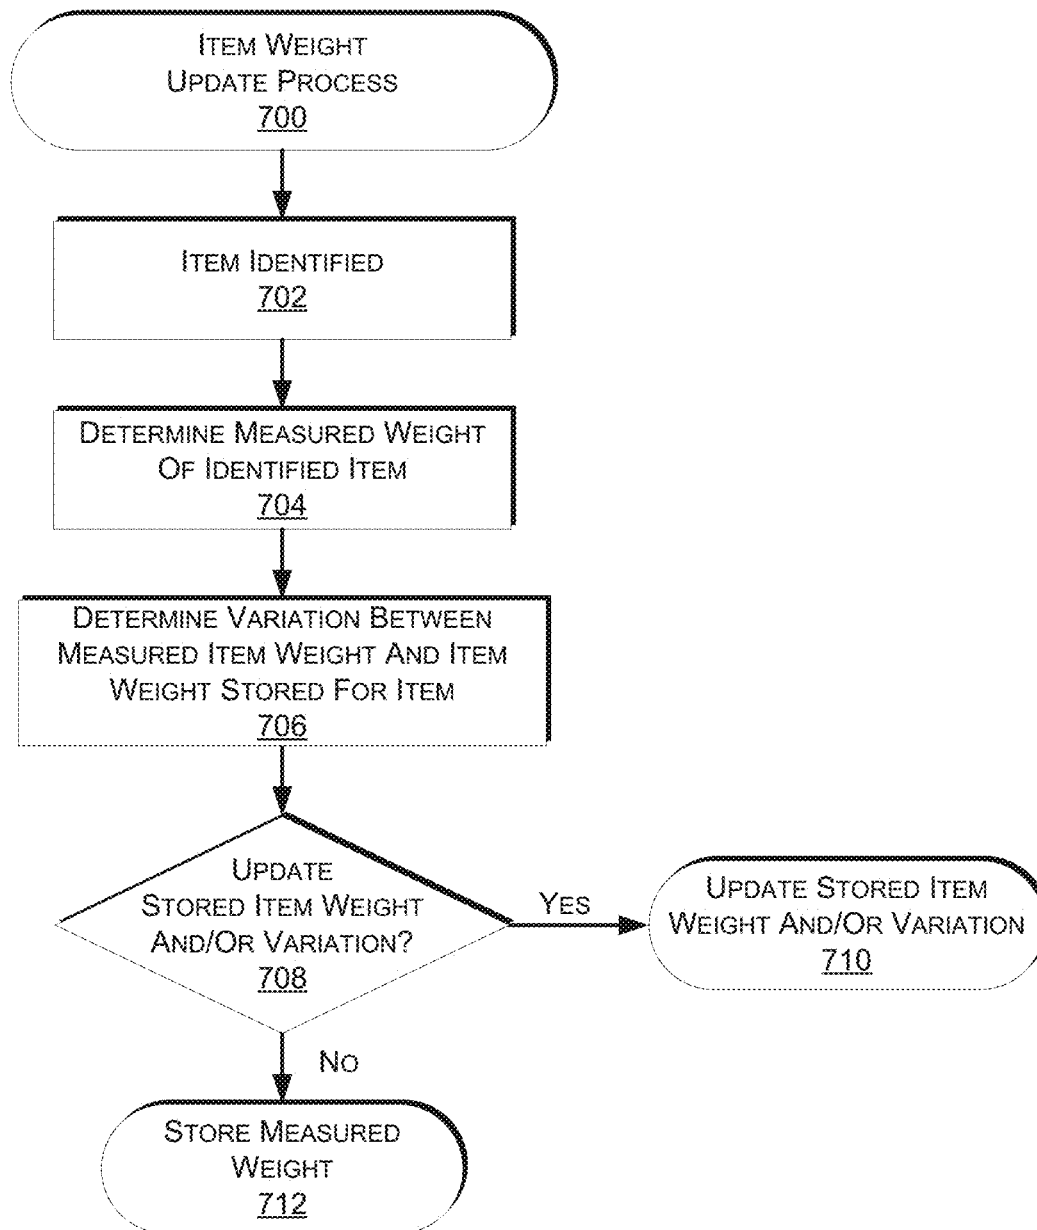 ITEM WEIGHT
UPDATE PROCESS
700
ITEM IDENTIFIED
702
DETERMINE MEASURED WEIGHT
OF IDENTIFIED ITEM
704
DETERMINE VARIATION BETWEEN
MEASURED ITEM WEIGHT AND ITEM
WEIGHT STORED FOR ITEM
706
UPDATE
STORED ITEM WEIGHT
AND/OR VARIATION?
708
YES
UPDATE STORED ITEM
WEIGHT AND/OR VARIATION
710
NO
STORE MEASURED
WEIGHT
712